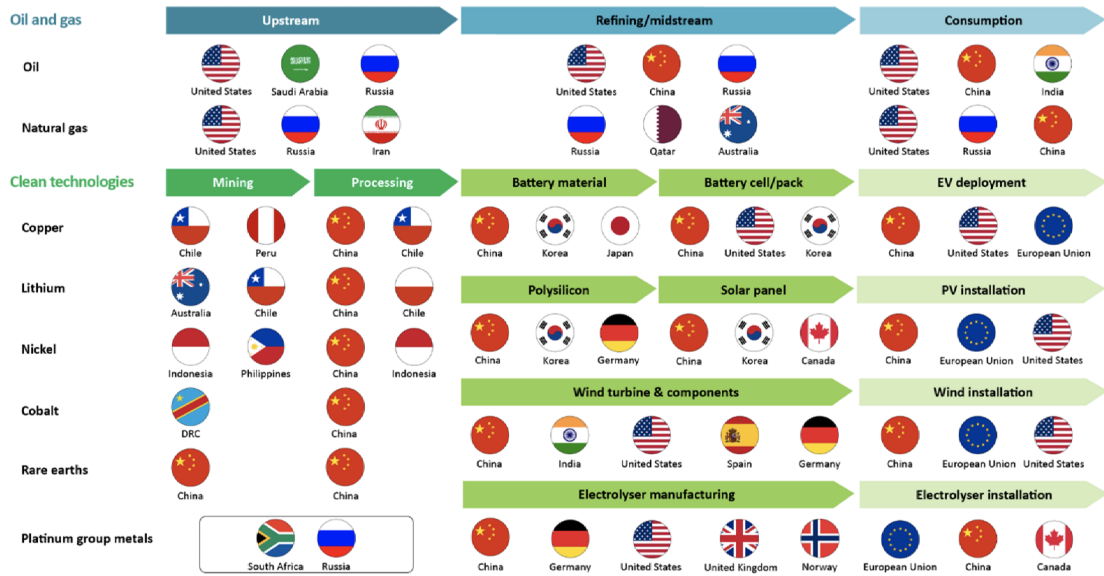 Oil and gas Upstream Refining/midstream Consumption
Oil
United States Saudi Arabia Russia United States China Russia United States China India
Natural gas
United States Russia Iran Russia Qatar Australia United States Russia China
Clean technologies Mining Processing Battery material Battery cell/pack EV deployment
Copper
Chile Peru China Chile China Korea Japan China United States Korea China United States European Union
Lithium Polysilicon Solar panel PV installation
Australia Chile China Chile
Nickel
Indonesia Philippines China Indonesia China Korea Germany China Korea Canada China European Union United States
Wind turbine & components Wind installation
Cobalt
DRC China
China India United States Spain Germany China European Union United States
Rare earths
China China
Electrolyser manufacturing Electrolyser installation
Platinum group metals
South Africa Russia China Germany United States United Kingdom Norway European Union China Canada